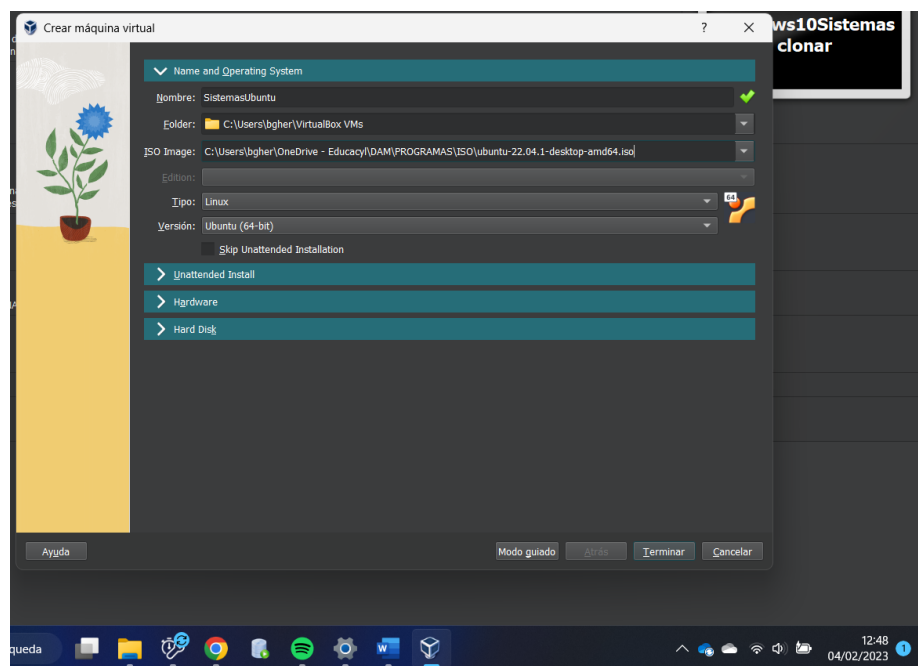 Crear máquina virtual
? ×
ws10Sistemas
clonar
Name and Operating System
Nombre: SistemasUbuntu
Folder: C:\Users\bgher\VirtualBox VMs
ISO Image: C:\Users\bgher\OneDrive - Educacyl\DAM\PROGRAMAS\ISO\ubuntu-22.04.1-desktop-amd64.iso
Edition:
Tipo: Linux
64
Versión: Ubuntu (64-bit)
Skip Unattended Installation
Unattended Install
Hardware
Hard Disk
Ayuda
Modo guiado
Atrás
Terminar
Cancelar
queda
W
12:48
04/02/2023
1